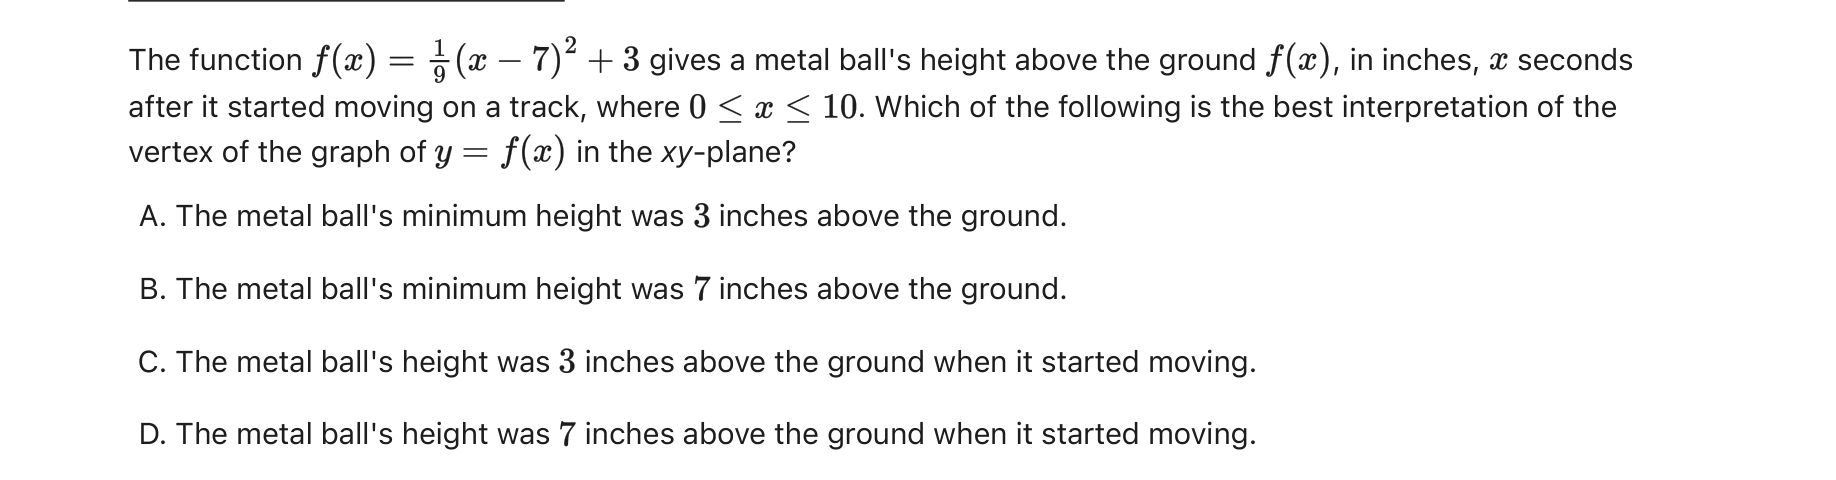 The function f(x) = 1/9(x − 7)² + 3 gives a metal ball's height above the ground f(x), in inches, x seconds
after it started moving on a track, where 0 ≤ x ≤ 10. Which of the following is the best interpretation of the
vertex of the graph of y = f(x) in the xy-plane?
A. The metal ball's minimum height was 3 inches above the ground.
B. The metal ball's minimum height was 7 inches above the ground.
C. The metal ball's height was 3 inches above the ground when it started moving.
D. The metal ball's height was 7 inches above the ground when it started moving.